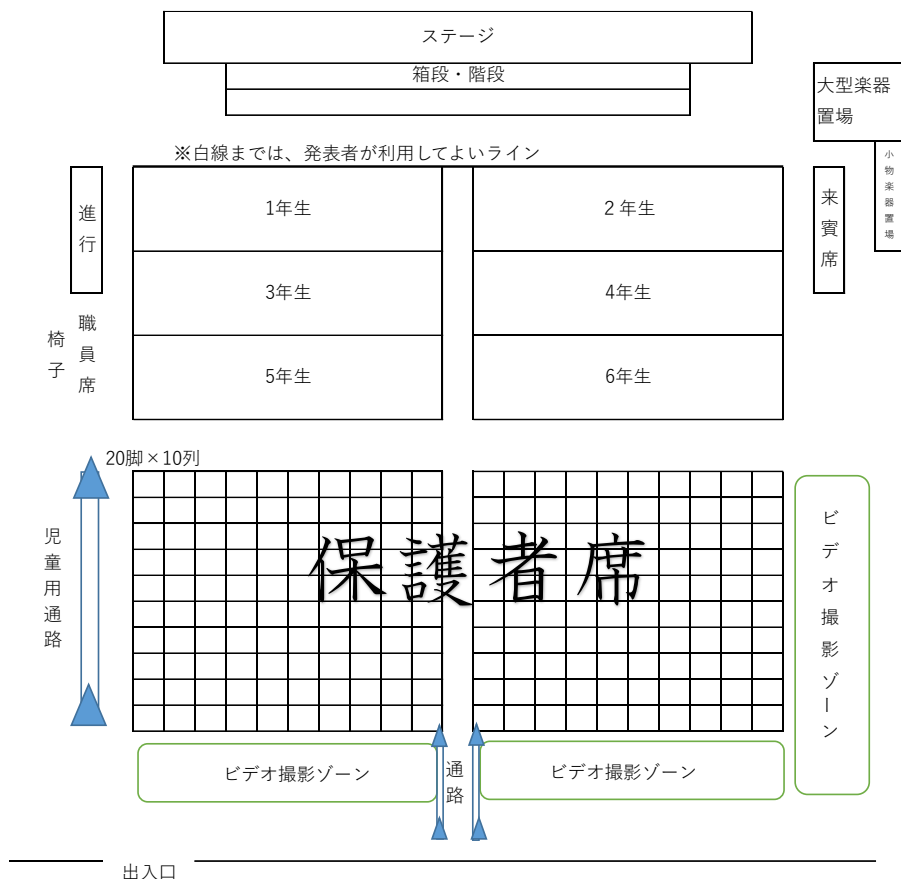 ステージ
箱段・階段
大型楽器
置場
小物楽器置場
※白線までは、発表者が利用してよいライン
進行
1年生
２年生
来賓席
3年生
4年生
職員席
椅子
5年生
6年生
20脚×10列
児童用通路
保護者席
ビデオ撮影ゾーン
ビデオ撮影ゾーン
通路
ビデオ撮影ゾーン
出入口